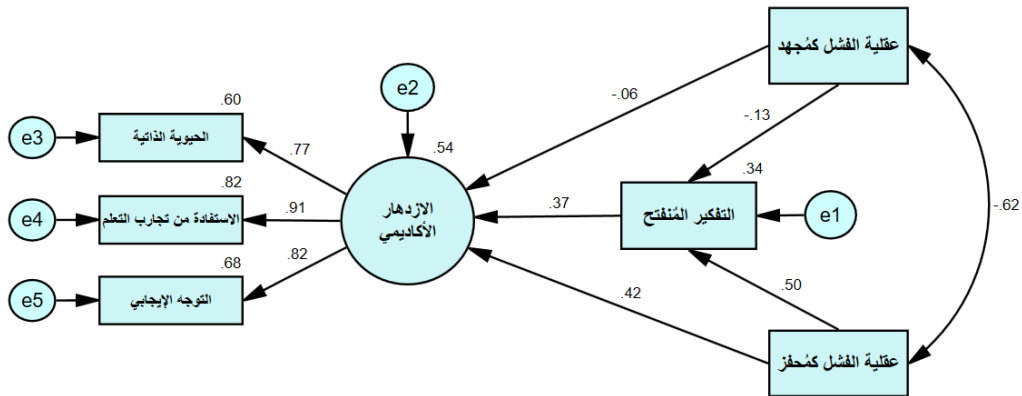 عقلية الفشل كمُجهد
e2
-.06
-.13
.60
e3
الحيوية الذاتية
.77
.54
.34
.82
e4
الاستفادة من تجارب التعلم
.91
الازدهار
الأكاديمي
.37
التفكير المُنفتح
e1
-.62
.68
.82
e5
التوجه الإيجابي
.42
.50
عقلية الفشل كمُحفز